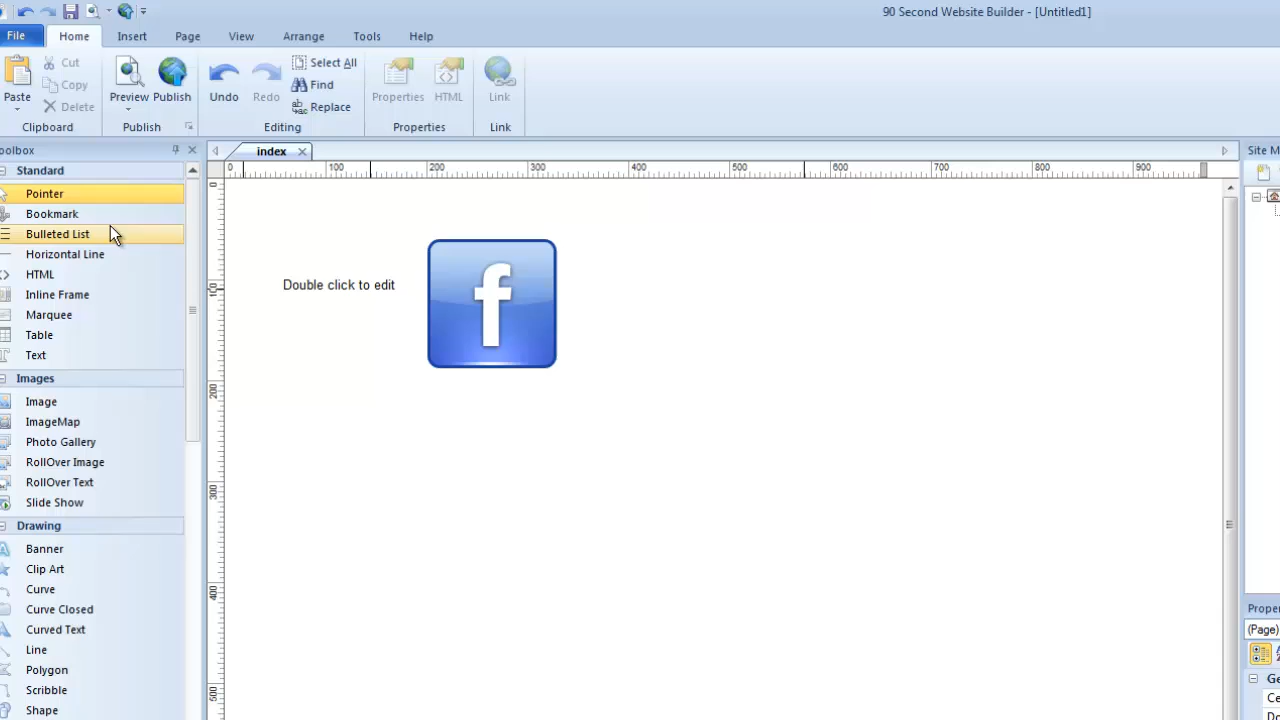 90 Second Website Builder - [Untitled1]
File Home Insert Page View Arrange Tools Help
Paste Cut Copy Delete Preview Publish Undo Redo Select All Find Replace Properties HTML Link
Clipboard Publish Editing Properties Link
oolbox index Site M
0 100 200 300 400 500 600 700 800 900
Standard
Pointer
Bookmark
Bulleted List
Horizontal Line
HTML
Inline Frame
Marquee
Table
Text
Images
Image
ImageMap
Photo Gallery
RollOver Image
RollOver Text
Slide Show
Drawing
Banner
Clip Art
Curve
Curve Closed
Curved Text
Line
Polygon
Scribble
Shape
0
100
200
300
400
500
Double click to edit
f
Proper
(Page)
Ge
Ce